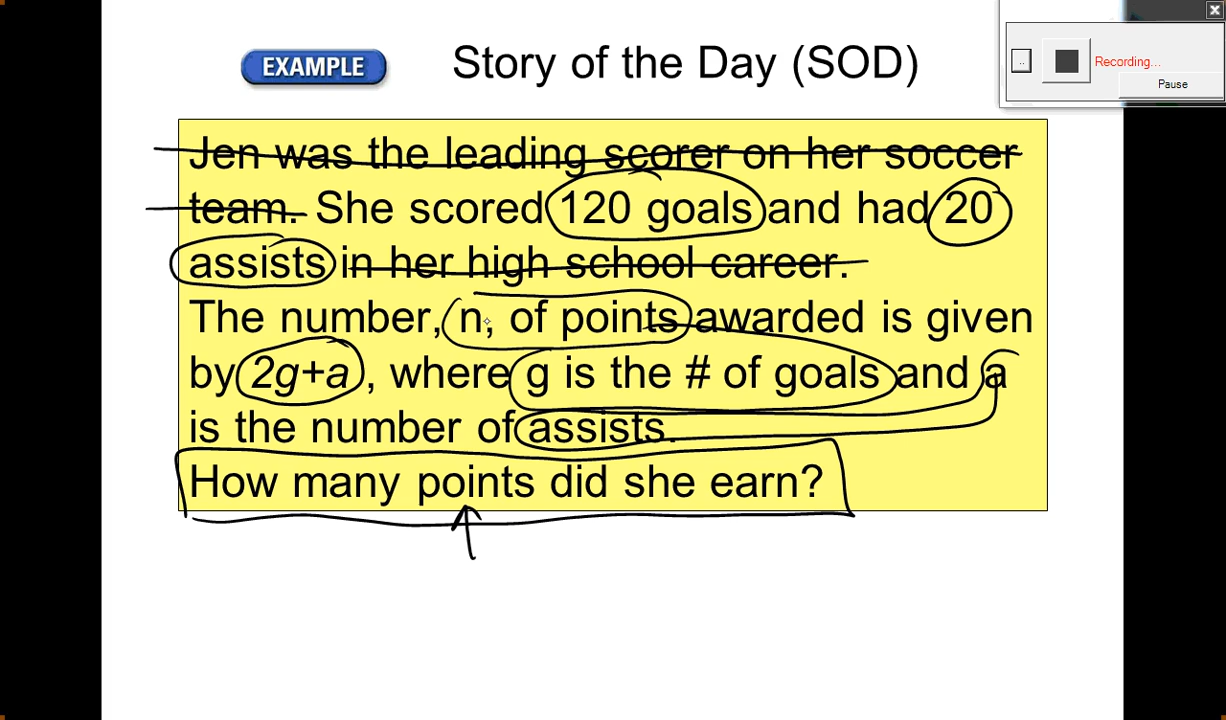 EXAMPLE Story of the Day (SOD)
.. Recording...
Pause
Jen was the leading scorer on her soccer
team. She scored 120 goals and had 20
assists in her high school career.
The number, n, of points awarded is given
by 2g+a , where g is the # of goals and a
is the number of assists.
How many points did she earn?